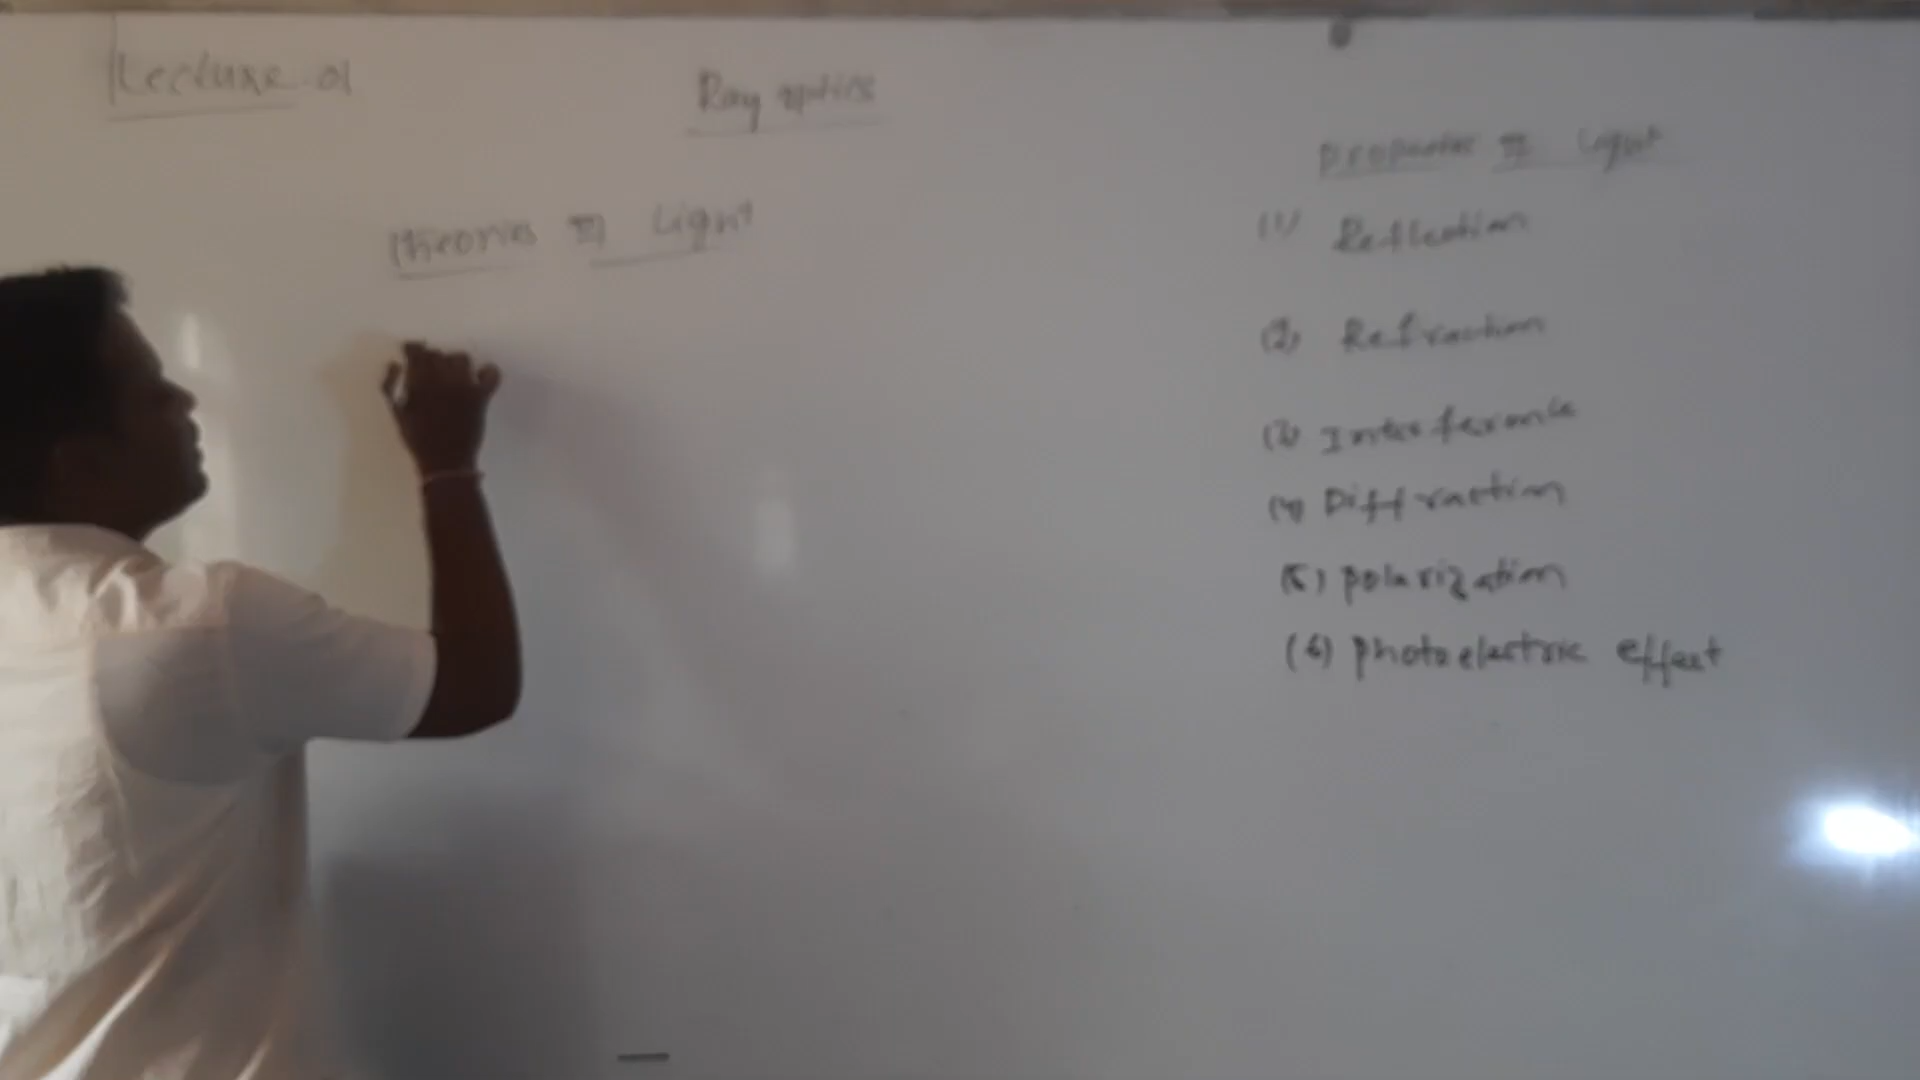 Lecture-01
Ray optics
Theories of Light
Properties of Light
(1) Reflection
(2) Refraction
(3) Interference
(4) Diffraction
(5) Polarization
(6) Photoelectric effect